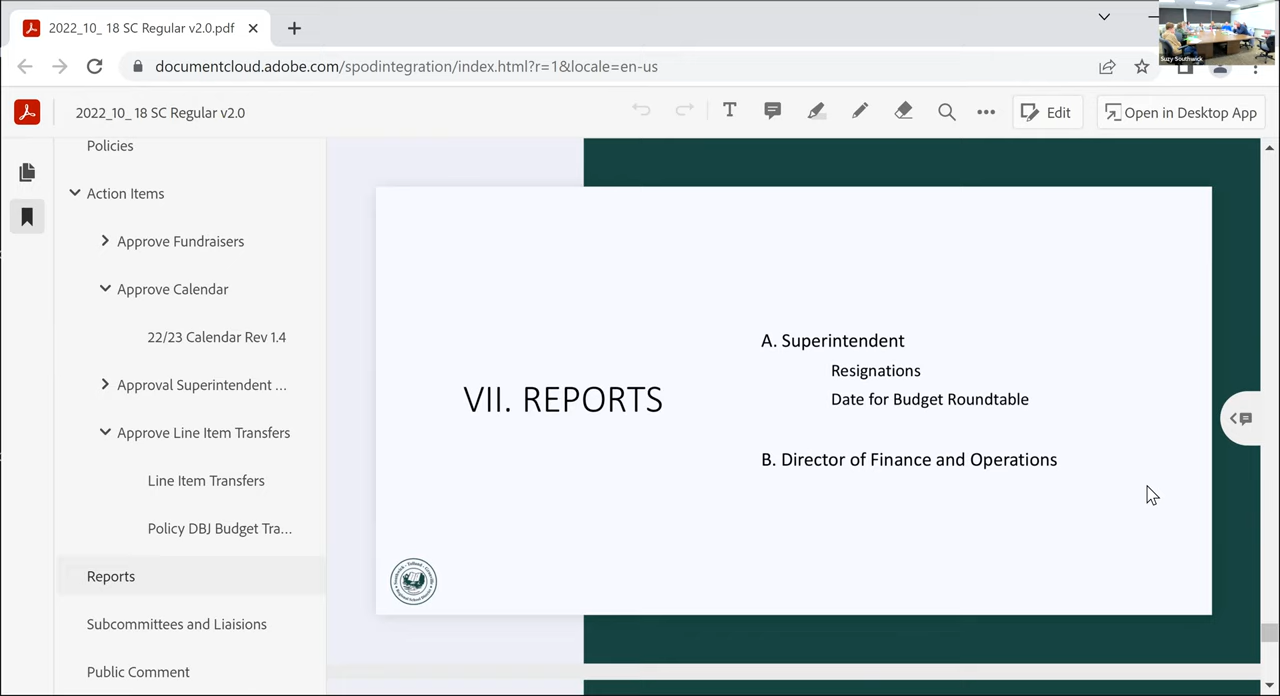 2022_10_ 18 SC Regular v2.0.pdf
Suzy Southwick
documentcloud.adobe.com/spodintegration/index.html?r=1&locale=en-us
2022_10_ 18 SC Regular v2.0
T
Edit
Open in Desktop App
Policies
Action Items
Approve Fundraisers
Approve Calendar
22/23 Calendar Rev 1.4
Approval Superintendent ...
Approve Line Item Transfers
Line Item Transfers
Policy DBJ Budget Tra...
Reports
Subcommittees and Liaisions
Public Comment
VII. REPORTS
A. Superintendent
Resignations
Date for Budget Roundtable
B. Director of Finance and Operations